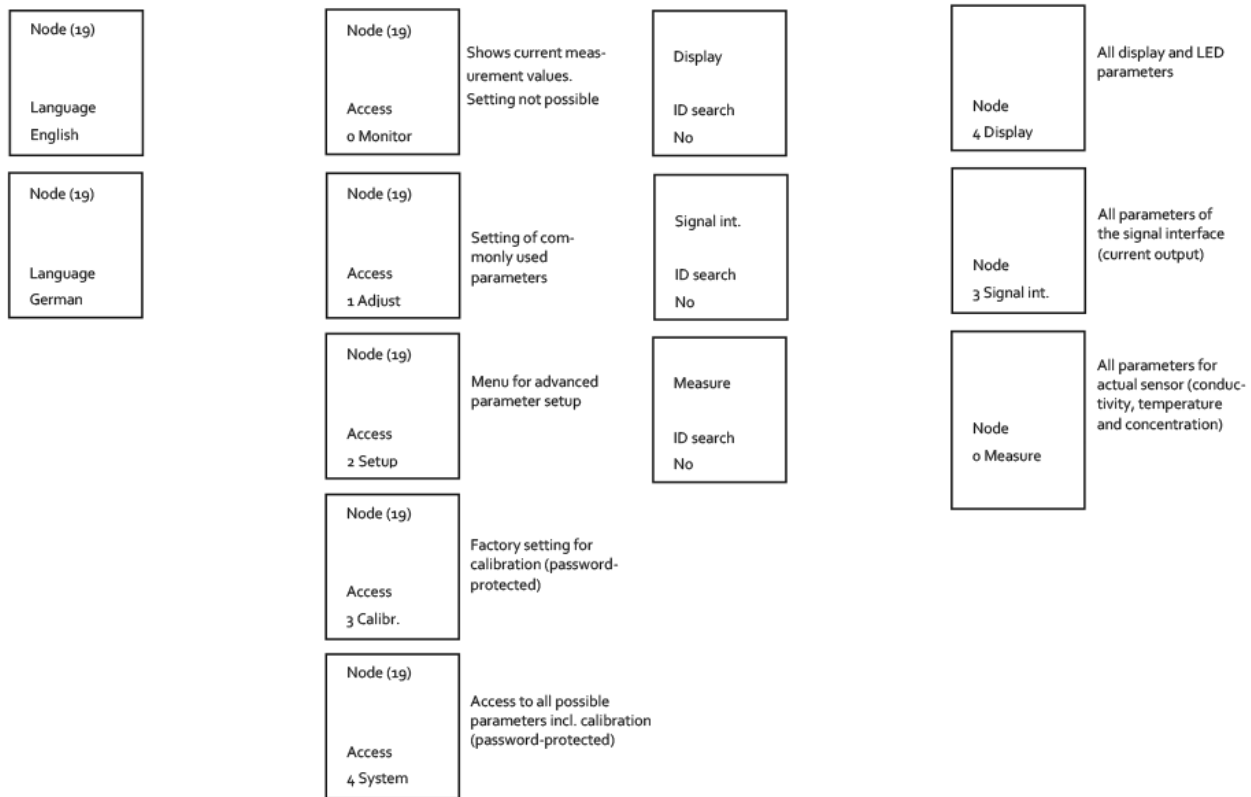 Node (19)
Language
English
Node (19)
Language
German
Node (19)
Access
0 Monitor
Shows current meas-
urement values.
Setting not possible
Node (19)
Access
1 Adjust
Setting of com-
monly used
parameters
Node (19)
Access
2 Setup
Menu for advanced
parameter setup
Node (19)
Access
3 Calibr.
Factory setting for
calibration (password-
protected)
Node (19)
Access
4 System
Access to all possible
parameters incl. calibration
(password-protected)
Display
ID search
No
Signal int.
ID search
No
Measure
ID search
No
Node
4 Display
All display and LED
parameters
Node
3 Signal int.
All parameters of
the signal interface
(current output)
Node
0 Measure
All parameters for
actual sensor (conduc-
tivity, temperature
and concentration)